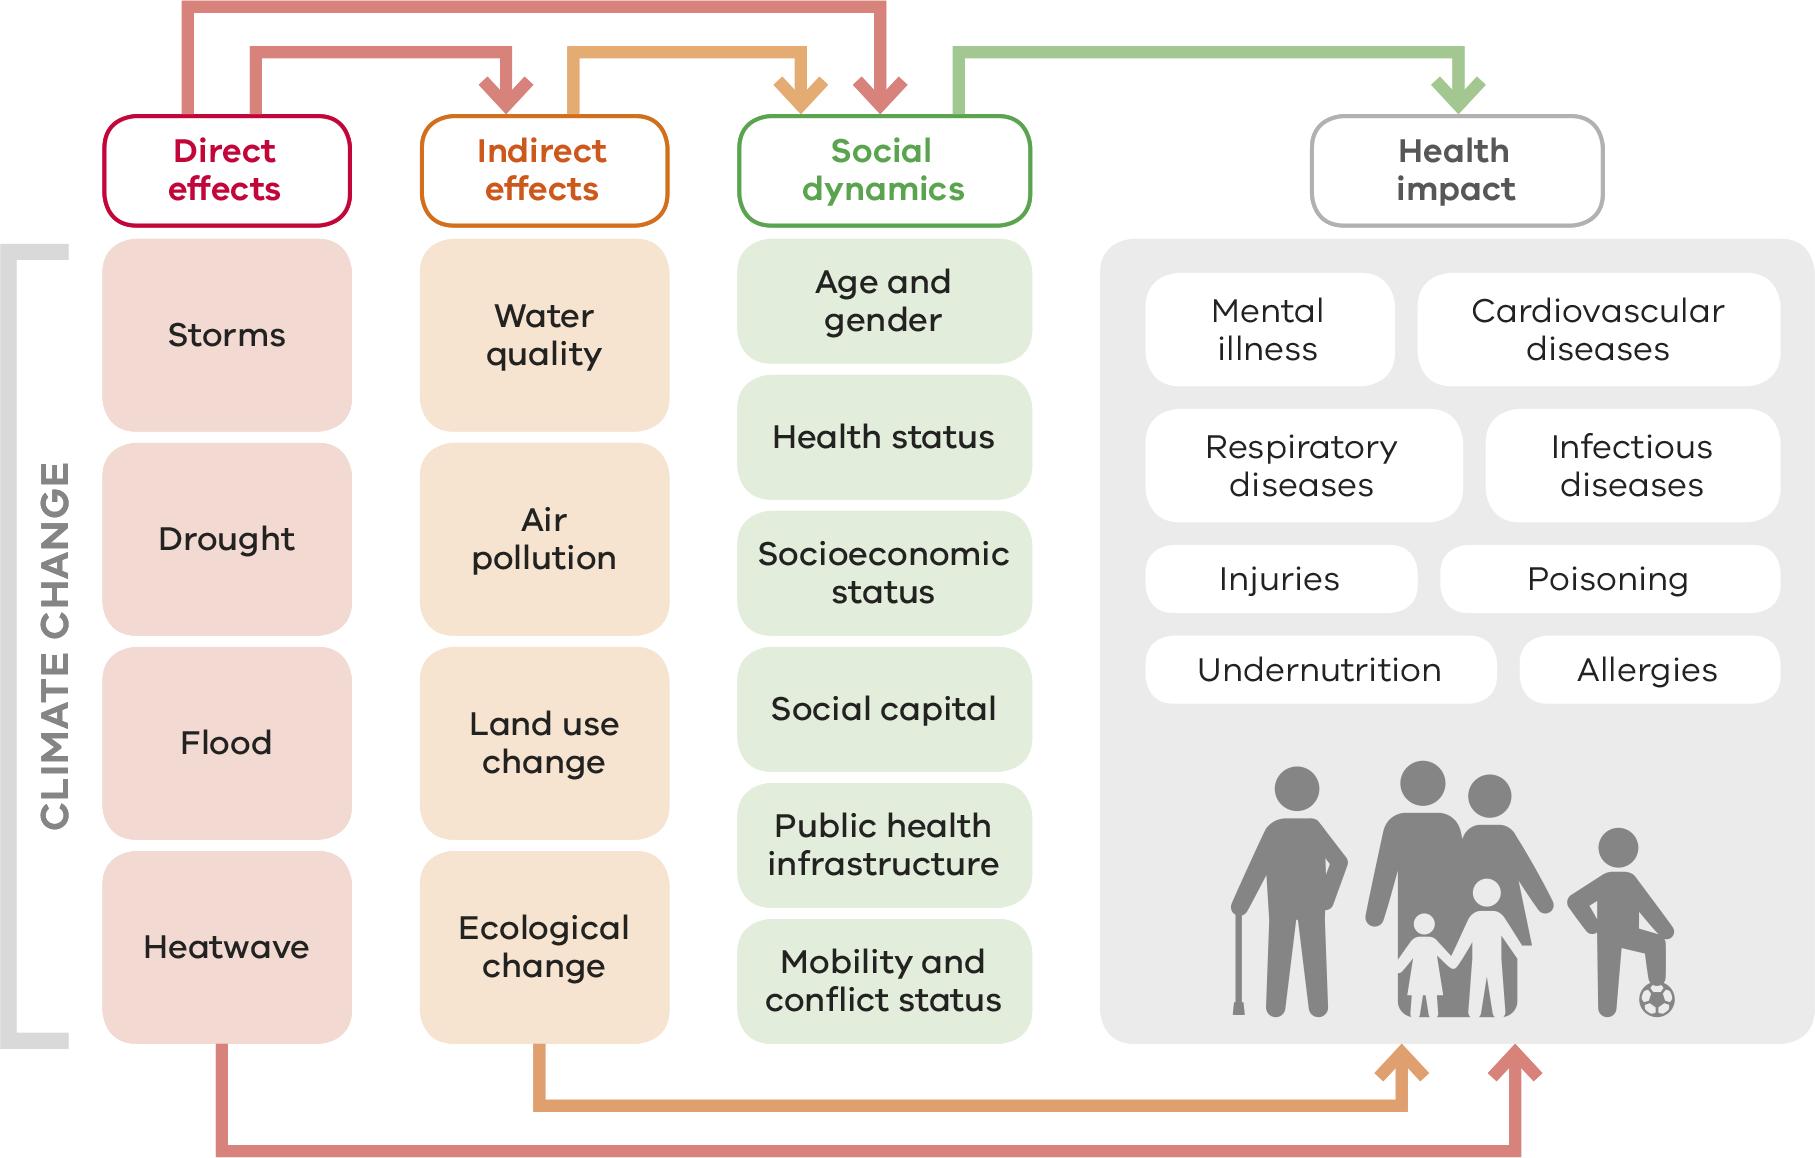 Direct
effects
Indirect
effects
Social
dynamics
Health
impact
CLIMATE CHANGE
Storms
Drought
Flood
Heatwave
Water
quality
Air
pollution
Land use
change
Ecological
change
Age and
gender
Health status
Socioeconomic
status
Social capital
Public health
infrastructure
Mobility and
conflict status
Mental
illness
Cardiovascular
diseases
Respiratory
diseases
Infectious
diseases
Injuries
Poisoning
Undernutrition
Allergies